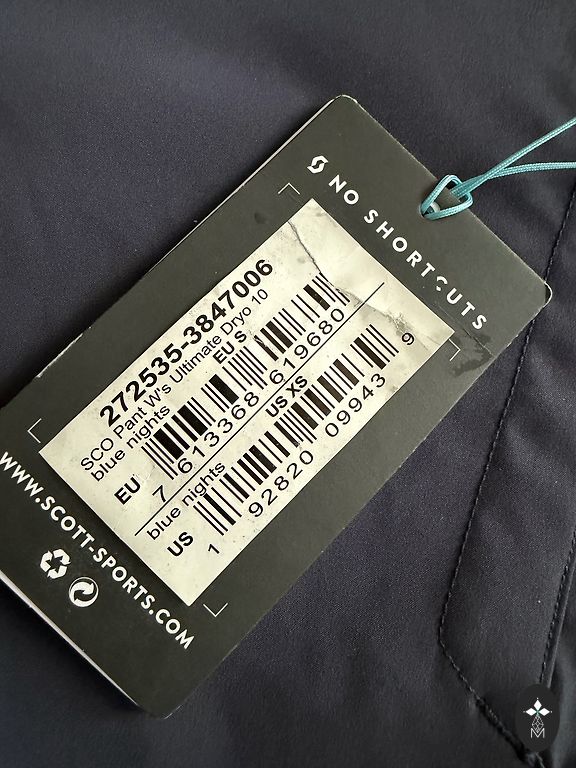 NO SHORTCUTS
272535-3847006
SCO Pant W's Ultimate Dryo 10
blue nights EU S
EU
7 613368 619680
blue nights US XS
US
1 92820 09943 9
WWW.SCOTT-SPORTS.COM
M